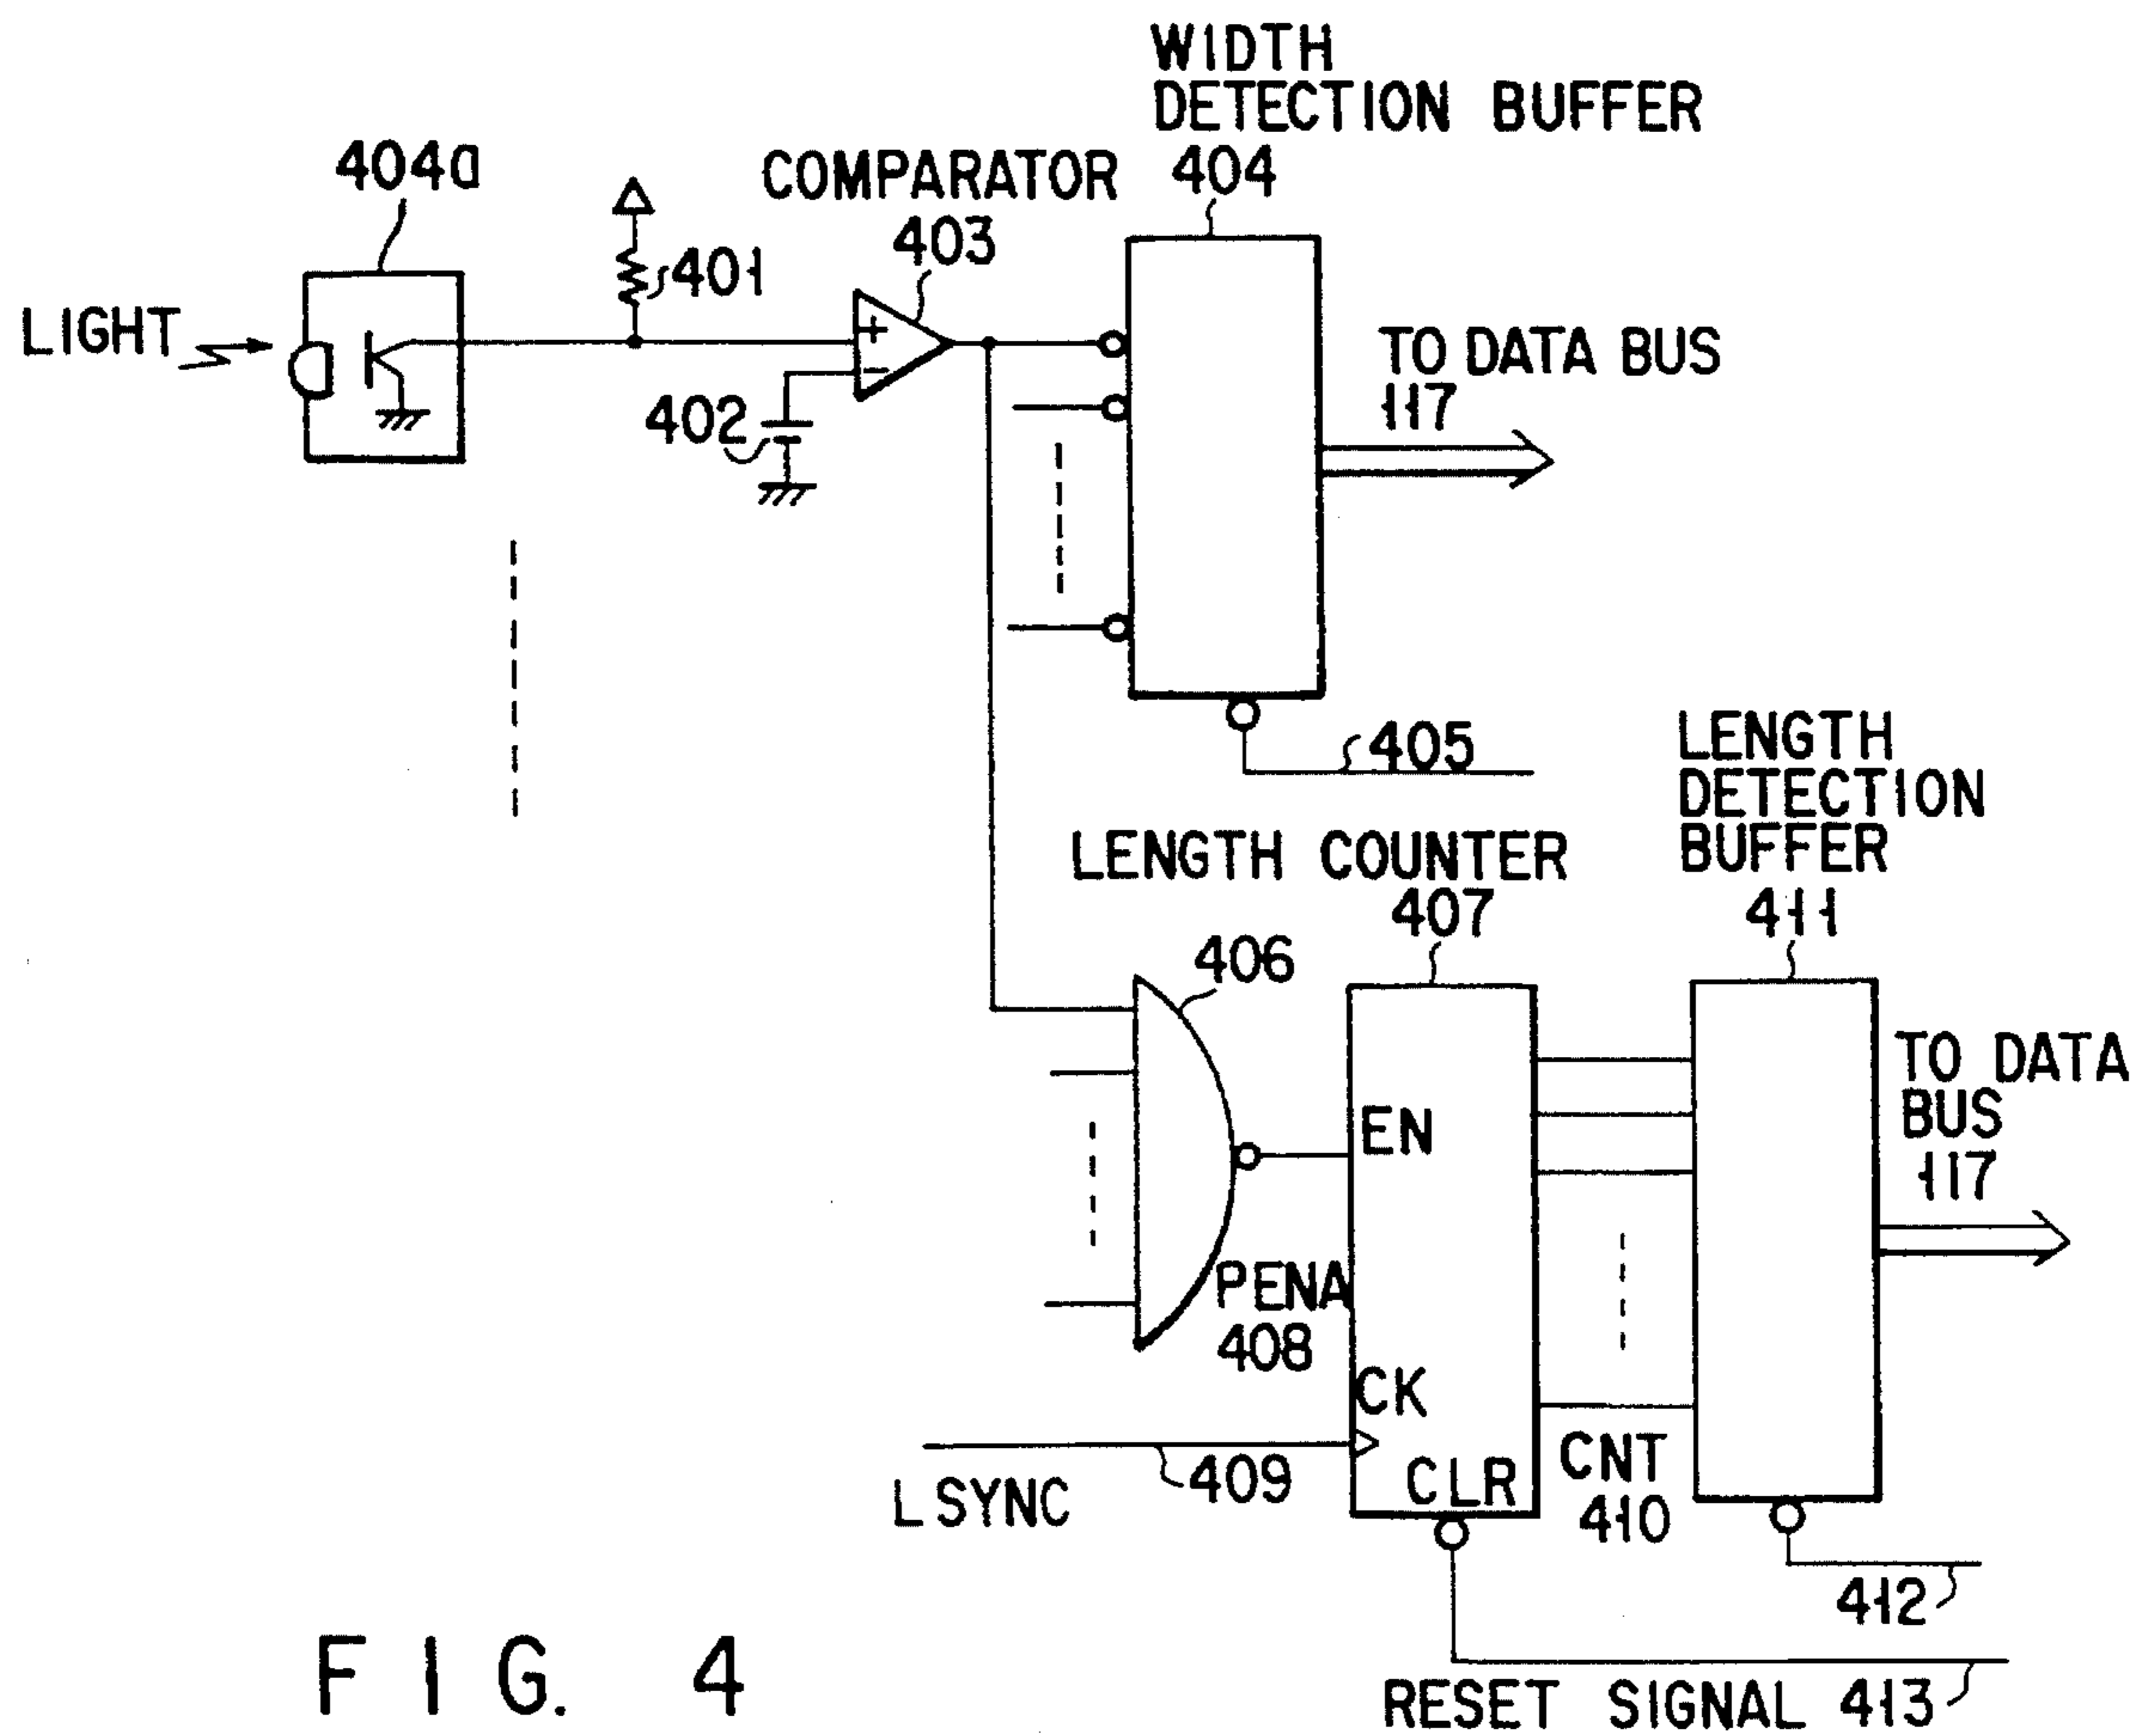 WIDTH
DETECTION BUFFER
404
404a
COMPARATOR
403
401
LIGHT
+
−
402
TO DATA BUS
117
405
LENGTH
DETECTION
BUFFER
411
LENGTH COUNTER
407
406
EN
TO DATA
BUS
117
PENA
408
CK
LSYNC
409
CLR
CNT
410
412
RESET SIGNAL 413
FIG. 4